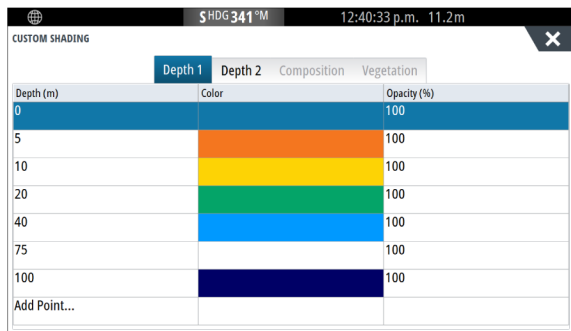 S HDG 341 °M 12:40:33 p.m. 11.2m
CUSTOM SHADING
Depth 1 Depth 2 Composition Vegetation
Depth (m) Color Opacity (%)
0 100
5 100
10 100
20 100
40 100
75 100
100 100
Add Point...